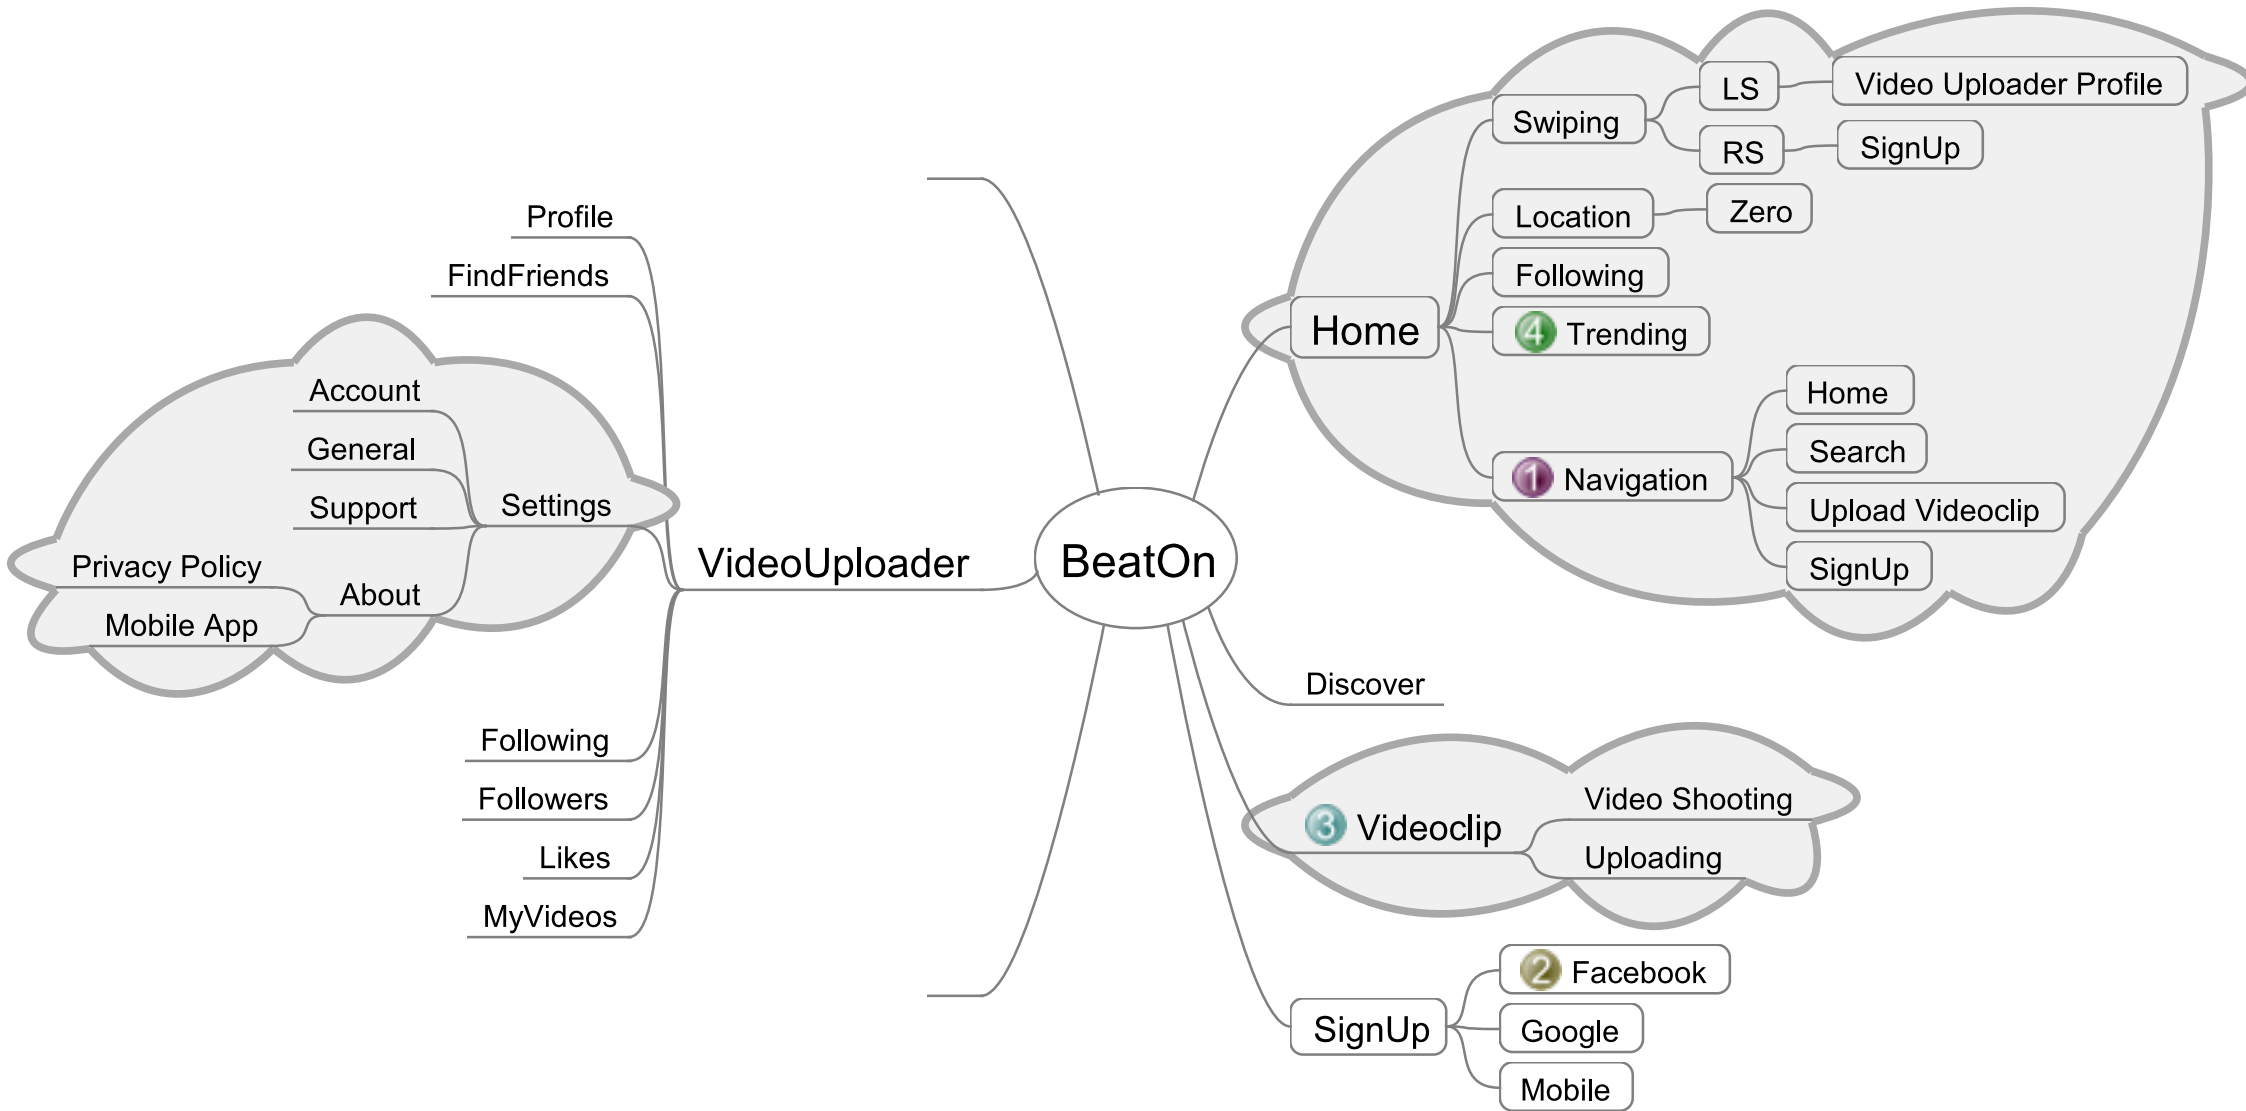 BeatOn
Home
Swiping
LS
Video Uploader Profile
RS
SignUp
Location
Zero
Following
4 Trending
1 Navigation
Home
Search
Upload Videoclip
SignUp
Discover
3 Videoclip
Video Shooting
Uploading
SignUp
2 Facebook
Google
Mobile
VideoUploader
Profile
FindFriends
Settings
Account
General
Support
About
Privacy Policy
Mobile App
Following
Followers
Likes
MyVideos